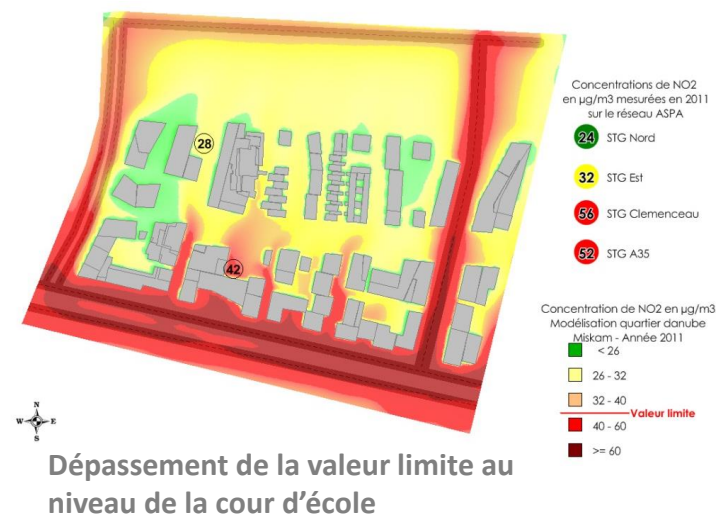 Concentrations de NO2
en µg/m3 mesurées en 2011
sur le réseau ASPA
24 STG Nord
32 STG Est
56 STG Clemenceau
52 STG A35
28
42
Concentration de NO2 en µg/m3
Modélisation quartier danube
Miskam - Année 2011
< 26
26 - 32
32 - 40
Valeur limite
40 - 60
>= 60
N
W E
S
Dépassement de la valeur limite au
niveau de la cour d’école